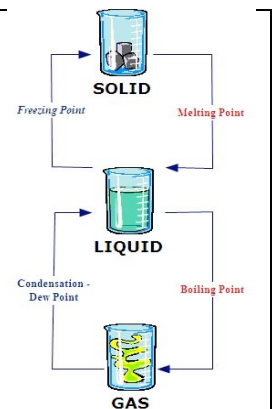 SOLID
Freezing Point
Melting Point
LIQUID
Condensation -
Dew Point
Boiling Point
GAS